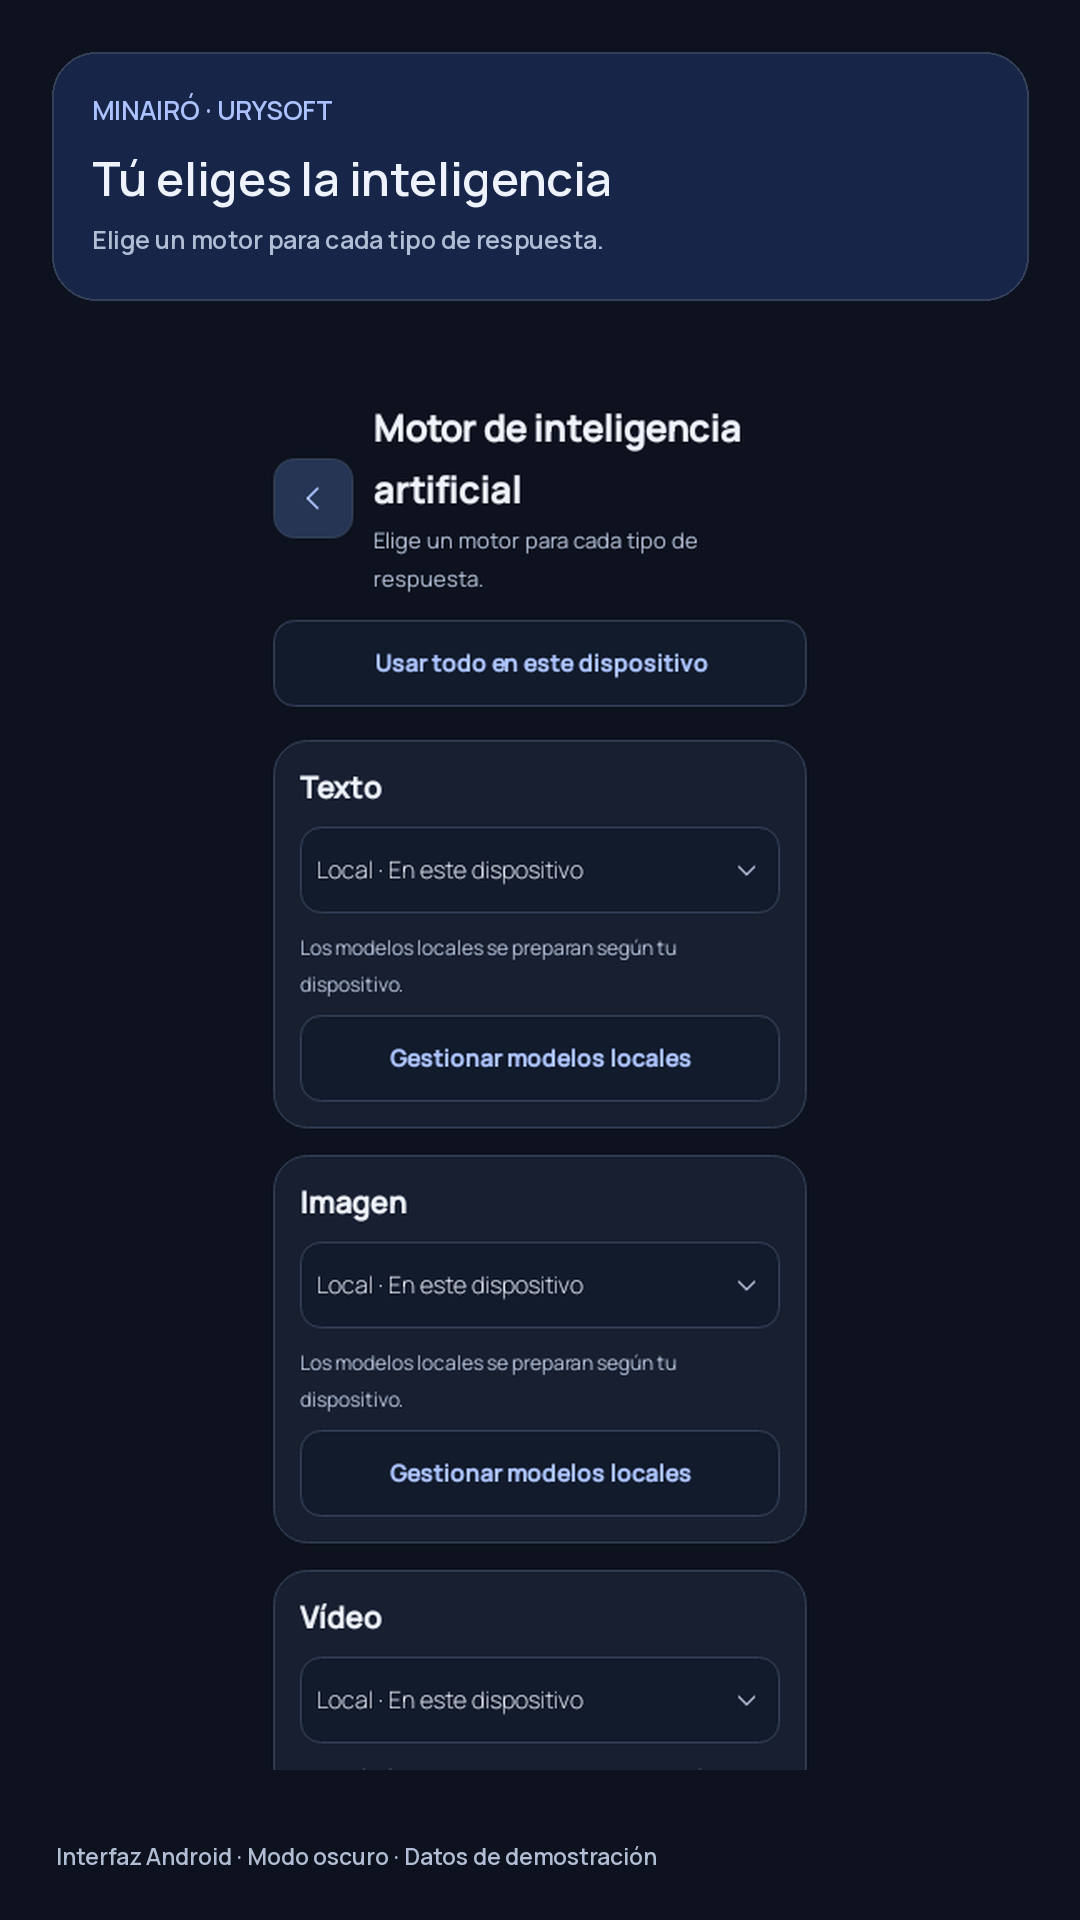 MINAIRÓ · URYSOFT
Tú eliges la inteligencia
Elige un motor para cada tipo de respuesta.
Motor de inteligencia
artificial
Elige un motor para cada tipo de
respuesta.
Usar todo en este dispositivo
Texto
Local · En este dispositivo
Los modelos locales se preparan según tu
dispositivo.
Gestionar modelos locales
Imagen
Local · En este dispositivo
Los modelos locales se preparan según tu
dispositivo.
Gestionar modelos locales
Vídeo
Local · En este dispositivo
Interfaz Android · Modo oscuro · Datos de demostración